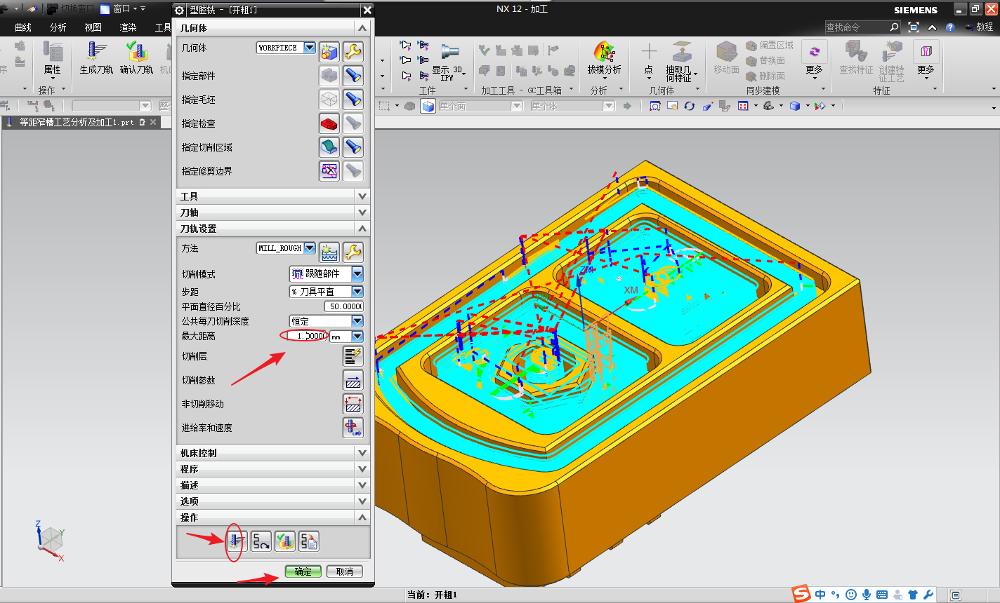 切换窗口
窗口
型腔铣 - [开粗1]
NX 12 - 加工
SIEMENS
曲线
分析
视图
渲染
工具
查找命令
教程
属性
生成刀轨
确认刀轨
显示 3D IPW
拔模分析
点
抽取几何特征
移动面
偏置区域
替换面
删除面
更多
查找特征
创建特征工艺
更多
操作
工件
加工工具 - GC工具箱
分析
几何体
同步建模
特征
单个面
单个体
等距窄槽工艺分析及加工1.prt
几何体
几何体
WORKPIECE
指定部件
指定毛坯
指定检查
指定切削区域
指定修剪边界
工具
刀轴
刀轨设置
方法
MILL_ROUGH
切削模式
跟随部件
步距
% 刀具平直
平面直径百分比
50.00000
公共每刀切削深度
恒定
最大距离
1.00000
mm
切削层
切削参数
非切削移动
进给率和速度
机床控制
程序
描述
选项
操作
确定
取消
ZM
XM
Z
Y
X
当前：开粗1
S
中